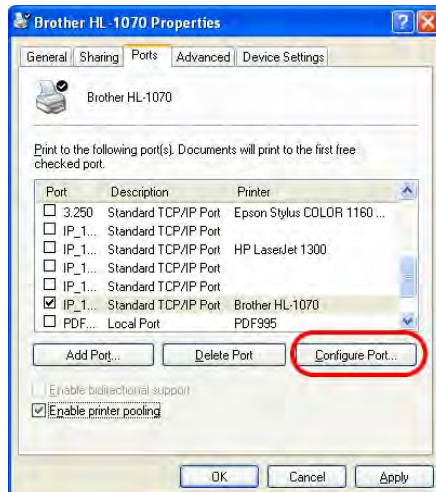 Brother HL-1070 Properties
General Sharing Ports Advanced Device Settings
Brother HL-1070
Print to the following port(s). Documents will print to the first free
checked port.
Port Description Printer
3.250 Standard TCP/IP Port Epson Stylus COLOR 1160 ...
IP_1... Standard TCP/IP Port
IP_1... Standard TCP/IP Port HP LaserJet 1300
IP_1... Standard TCP/IP Port
IP_1... Standard TCP/IP Port
IP_1... Standard TCP/IP Port Brother HL-1070
PDF... Local Port PDF995
Add Port... Delete Port Configure Port...
Enable bidirectional support
Enable printer pooling
OK Cancel Apply